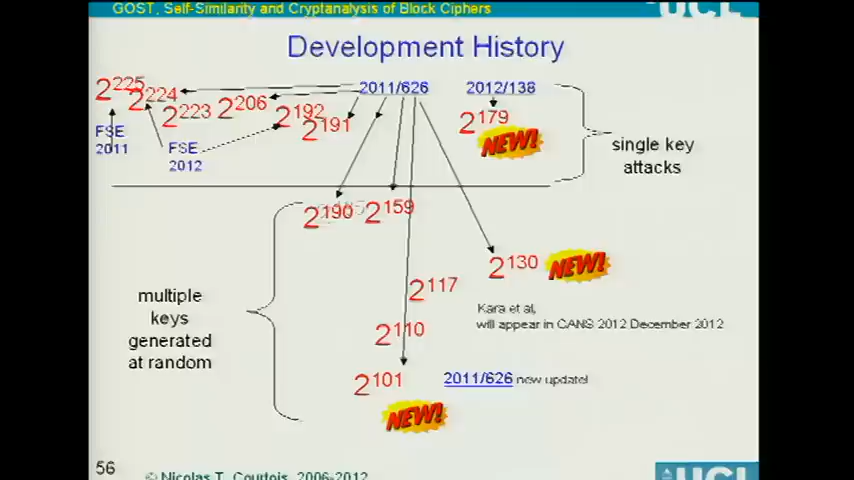 GOST, Self-Similarity and Cryptanalysis of Block Ciphers
UCL
Development History
2011/626
2012/138
2^225
2^224
2^223
2^206
2^192
2^191
2^179
NEW!
FSE
2011
FSE
2012
single key
attacks
2^190
2^159
2^130
NEW!
2^117
multiple
keys
generated
at random
Kara et al,
will appear in CANS 2012 December 2012
2^110
2^101
2011/626 new update!
NEW!
56
© Nicolas T. Courtois, 2006-2012
UCL